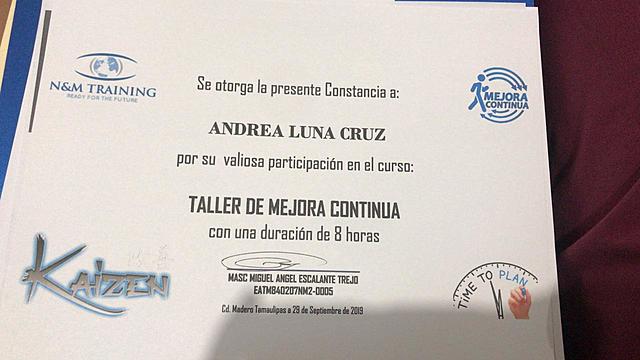 N&M TRAINING
READY FOR THE FUTURE
Se otorga la presente Constancia a:
MEJORA
CONTINUA
ANDREA LUNA CRUZ
por su valiosa participación en el curso:
TALLER DE MEJORA CONTINUA
con una duración de 8 horas
KAIZEN
MASC MIGUEL ANGEL ESCALANTE TREJO
EATM840207NM2-0005
Cd. Madero Tamaulipas a 29 de Septiembre de 2019
TIME TO PLAN